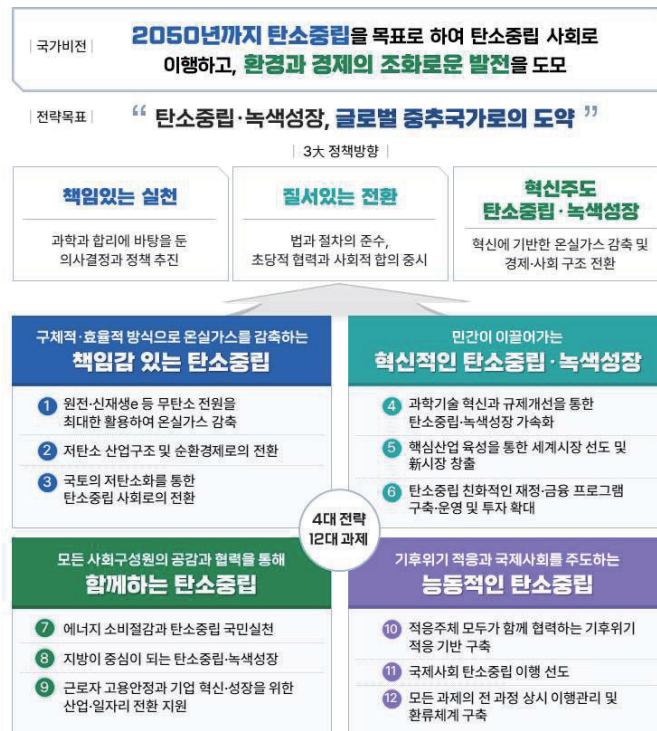 | 국가비전 |
2050년까지 탄소중립을 목표로 하여 탄소중립 사회로
이행하고, 환경과 경제의 조화로운 발전을 도모
| 전략목표 |
“ 탄소중립·녹색성장, 글로벌 중추국가로의 도약 ”
| 3大 정책방향 |
책임있는 실천
과학과 합리에 바탕을 둔
의사결정과 정책 추진
질서있는 전환
법과 절차의 준수,
초당적 협력과 사회적 합의 중시
혁신주도
탄소중립·녹색성장
혁신에 기반한 온실가스 감축 및
경제·사회 구조 전환
구체적·효율적 방식으로 온실가스를 감축하는
책임감 있는 탄소중립
1 원전·신재생e 등 무탄소 전원을
최대한 활용하여 온실가스 감축
2 저탄소 산업구조 및 순환경제로의 전환
3 국토의 저탄소화를 통한
탄소중립 사회로의 전환
민간이 이끌어가는
혁신적인 탄소중립·녹색성장
4 과학기술 혁신과 규제개선을 통한
탄소중립·녹색성장 가속화
5 핵심산업 육성을 통한 세계시장 선도 및
新시장 창출
6 탄소중립 친화적인 재정·금융 프로그램
구축·운영 및 투자 확대
4대 전략
12대 과제
모든 사회구성원의 공감과 협력을 통해
함께하는 탄소중립
7 에너지 소비절감과 탄소중립 국민실천
8 지방이 중심이 되는 탄소중립·녹색성장
9 근로자 고용안정과 기업 혁신·성장을 위한
산업·일자리 전환 지원
기후위기 적응과 국제사회를 주도하는
능동적인 탄소중립
10 적응주체 모두가 함께 협력하는 기후위기
적응 기반 구축
11 국제사회 탄소중립 이행 선도
12 모든 과제의 전 과정 상시 이행관리 및
환류체계 구축